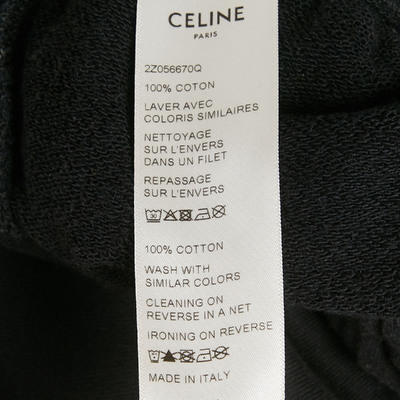 CELINE
PARIS
2Z056670Q
100% COTON
LAVER AVEC
COLORIS SIMILAIRES
NETTOYAGE
SUR L'ENVERS
DANS UN FILET
REPASSAGE
SUR L'ENVERS
30
100% COTTON
WASH WITH
SIMILAR COLORS
CLEANING ON
REVERSE IN A NET
IRONING ON REVERSE
MADE IN ITALY